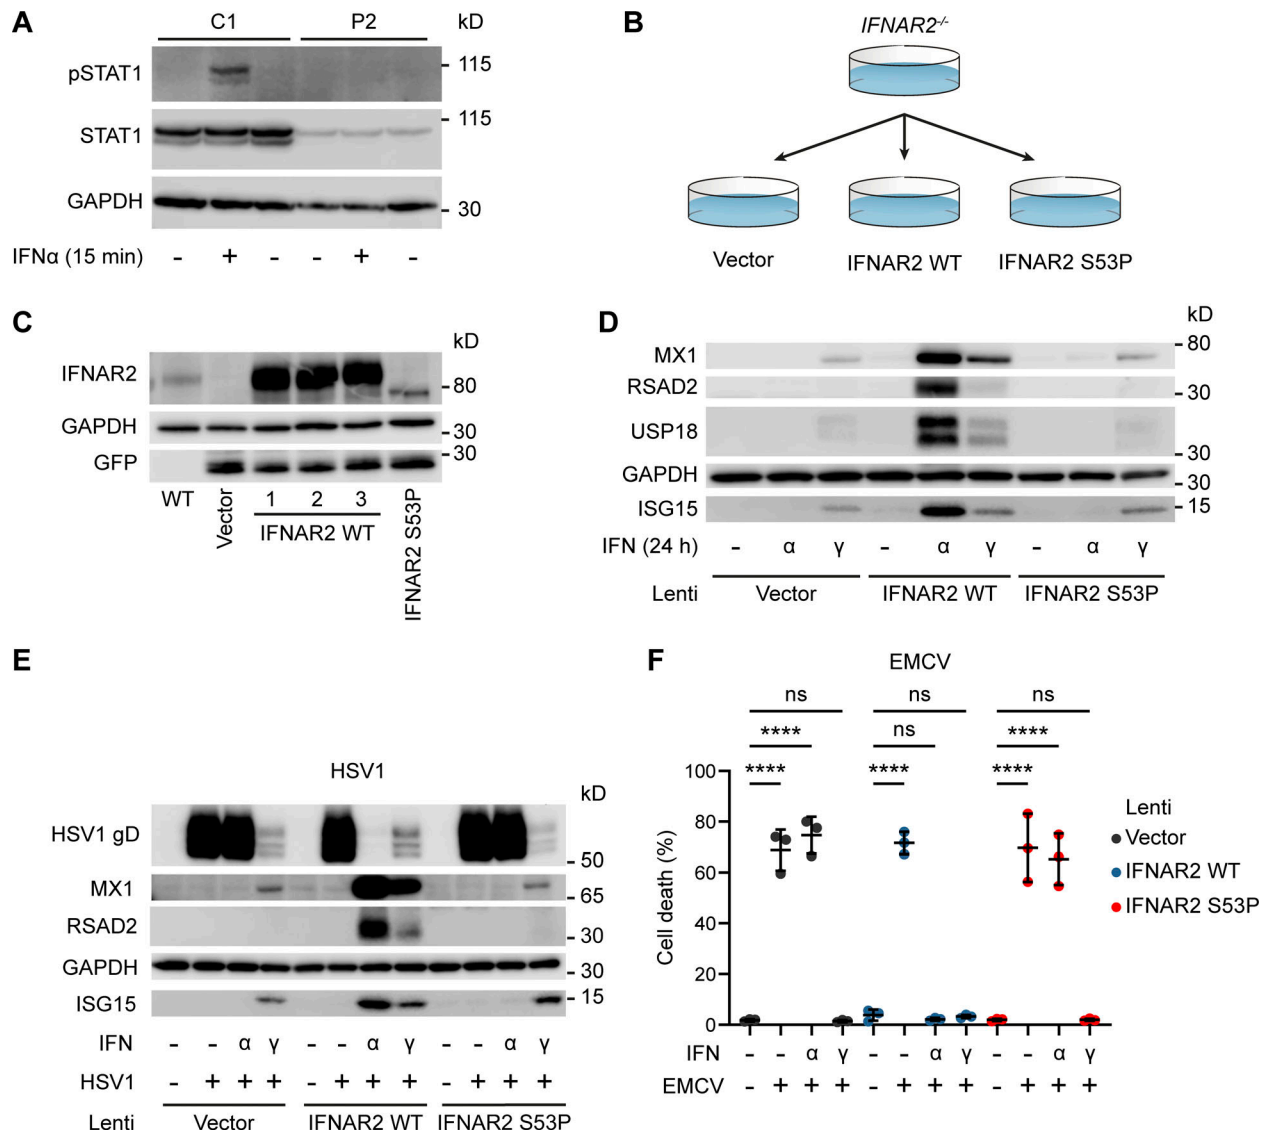 A
C1 P2 kD
pSTAT1 115
STAT1 115
GAPDH 30
IFNα (15 min) - + - - + -
B
IFNAR2-/-
Vector IFNAR2 WT IFNAR2 S53P
C
kD
IFNAR2 80
GAPDH 30
GFP 30
WT Vector 1 2 3 IFNAR2 S53P
IFNAR2 WT
D
kD
MX1 80
RSAD2 30
USP18 30
GAPDH 30
ISG15 15
IFN (24 h) - α γ - α γ - α γ
Lenti Vector IFNAR2 WT IFNAR2 S53P
E
HSV1
kD
HSV1 gD 50
MX1 65
RSAD2 30
GAPDH 30
ISG15 15
IFN - - α γ - - α γ - - α γ
HSV1 - + + + - + + + - + + +
Lenti Vector IFNAR2 WT IFNAR2 S53P
F
EMCV
ns ns ns
**** ns ****
**** **** ****
Cell death (%)
100
80
60
40
20
0
Lenti
Vector
IFNAR2 WT
IFNAR2 S53P
IFN - - α γ - - α γ - - α γ
EMCV - + + + - + + + - + + +